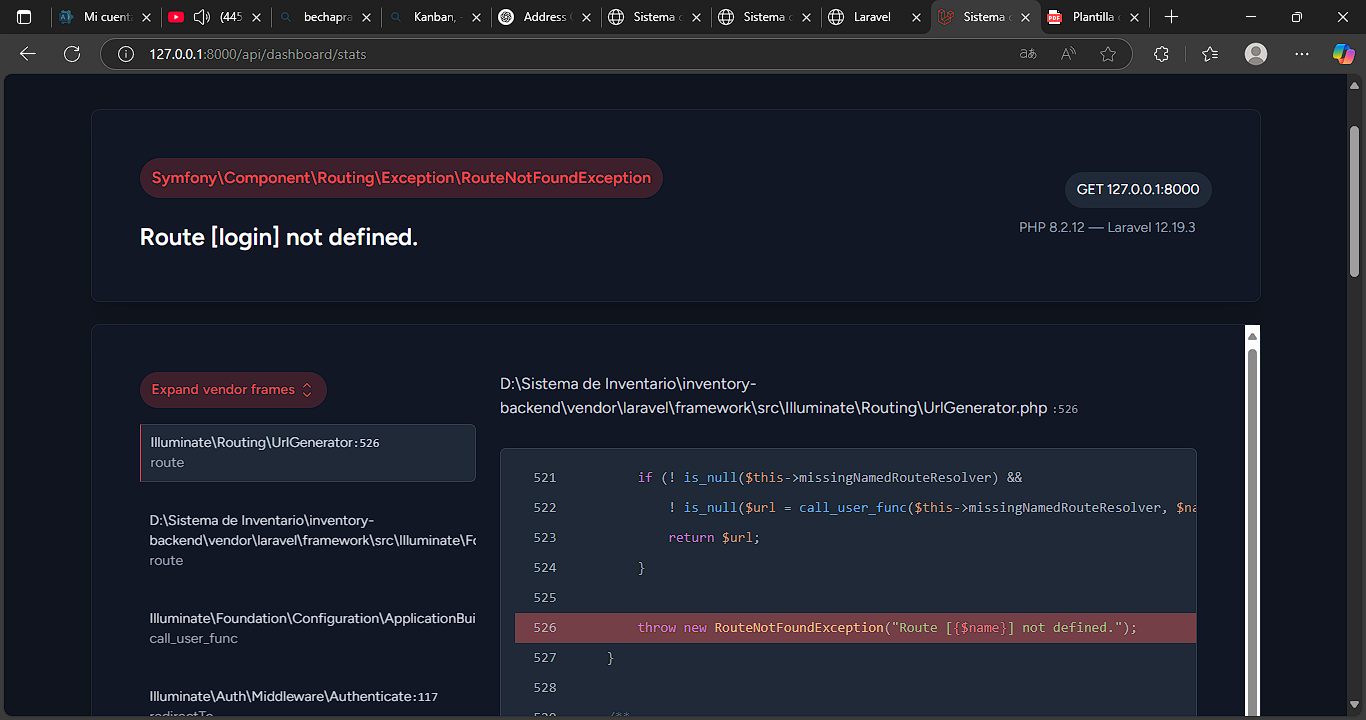 Mi cuent
(445
bechapra
Kanban,
Address
Sistema
Sistema
Laravel
Sistema
PDF
Plantilla
127.0.0.1:8000/api/dashboard/stats
Symfony\Component\Routing\Exception\RouteNotFoundException
GET 127.0.0.1:8000
PHP 8.2.12 — Laravel 12.19.3
Route [login] not defined.
Expand vendor frames
Illuminate\Routing\UrlGenerator:526
route
D:\Sistema de Inventario\inventory-
backend\vendor\laravel\framework\src\Illuminate\Fo
route
Illuminate\Foundation\Configuration\ApplicationBui
call_user_func
Illuminate\Auth\Middleware\Authenticate:117
redirectTo
D:\Sistema de Inventario\inventory-
backend\vendor\laravel\framework\src\Illuminate\Routing\UrlGenerator.php :526
521 if (! is_null($this->missingNamedRouteResolver) &&
522 ! is_null($url = call_user_func($this->missingNamedRouteResolver, $na
523 return $url;
524 }
525
526 throw new RouteNotFoundException("Route [{$name}] not defined.");
527 }
528
529 /**